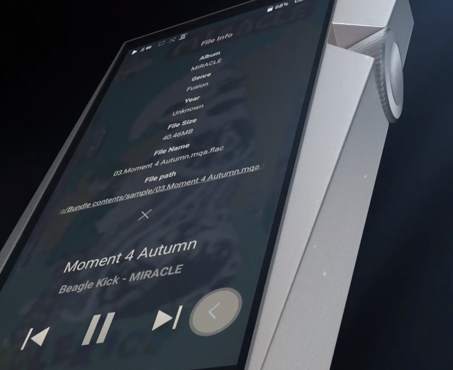 File Info
Album
MIRACLE
Genre
Fusion
Year
Unknown
File Size
40.46MB
File Name
03.Moment 4 Autumn.mqa.flac
File path
/Bundle contents/sample/03.Moment 4 Autumn.mqa
Moment 4 Autumn
Beagle Kick - MIRACLE